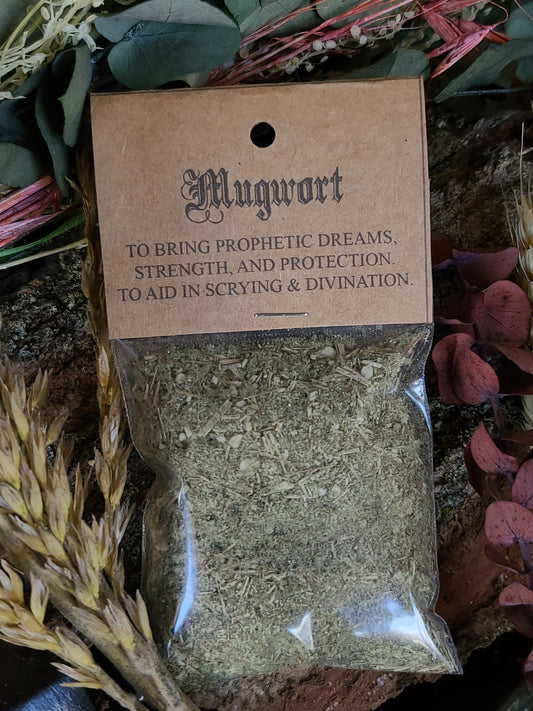 Mugwort
TO BRING PROPHETIC DREAMS,
STRENGTH, AND PROTECTION.
TO AID IN SCRYING & DIVINATION.